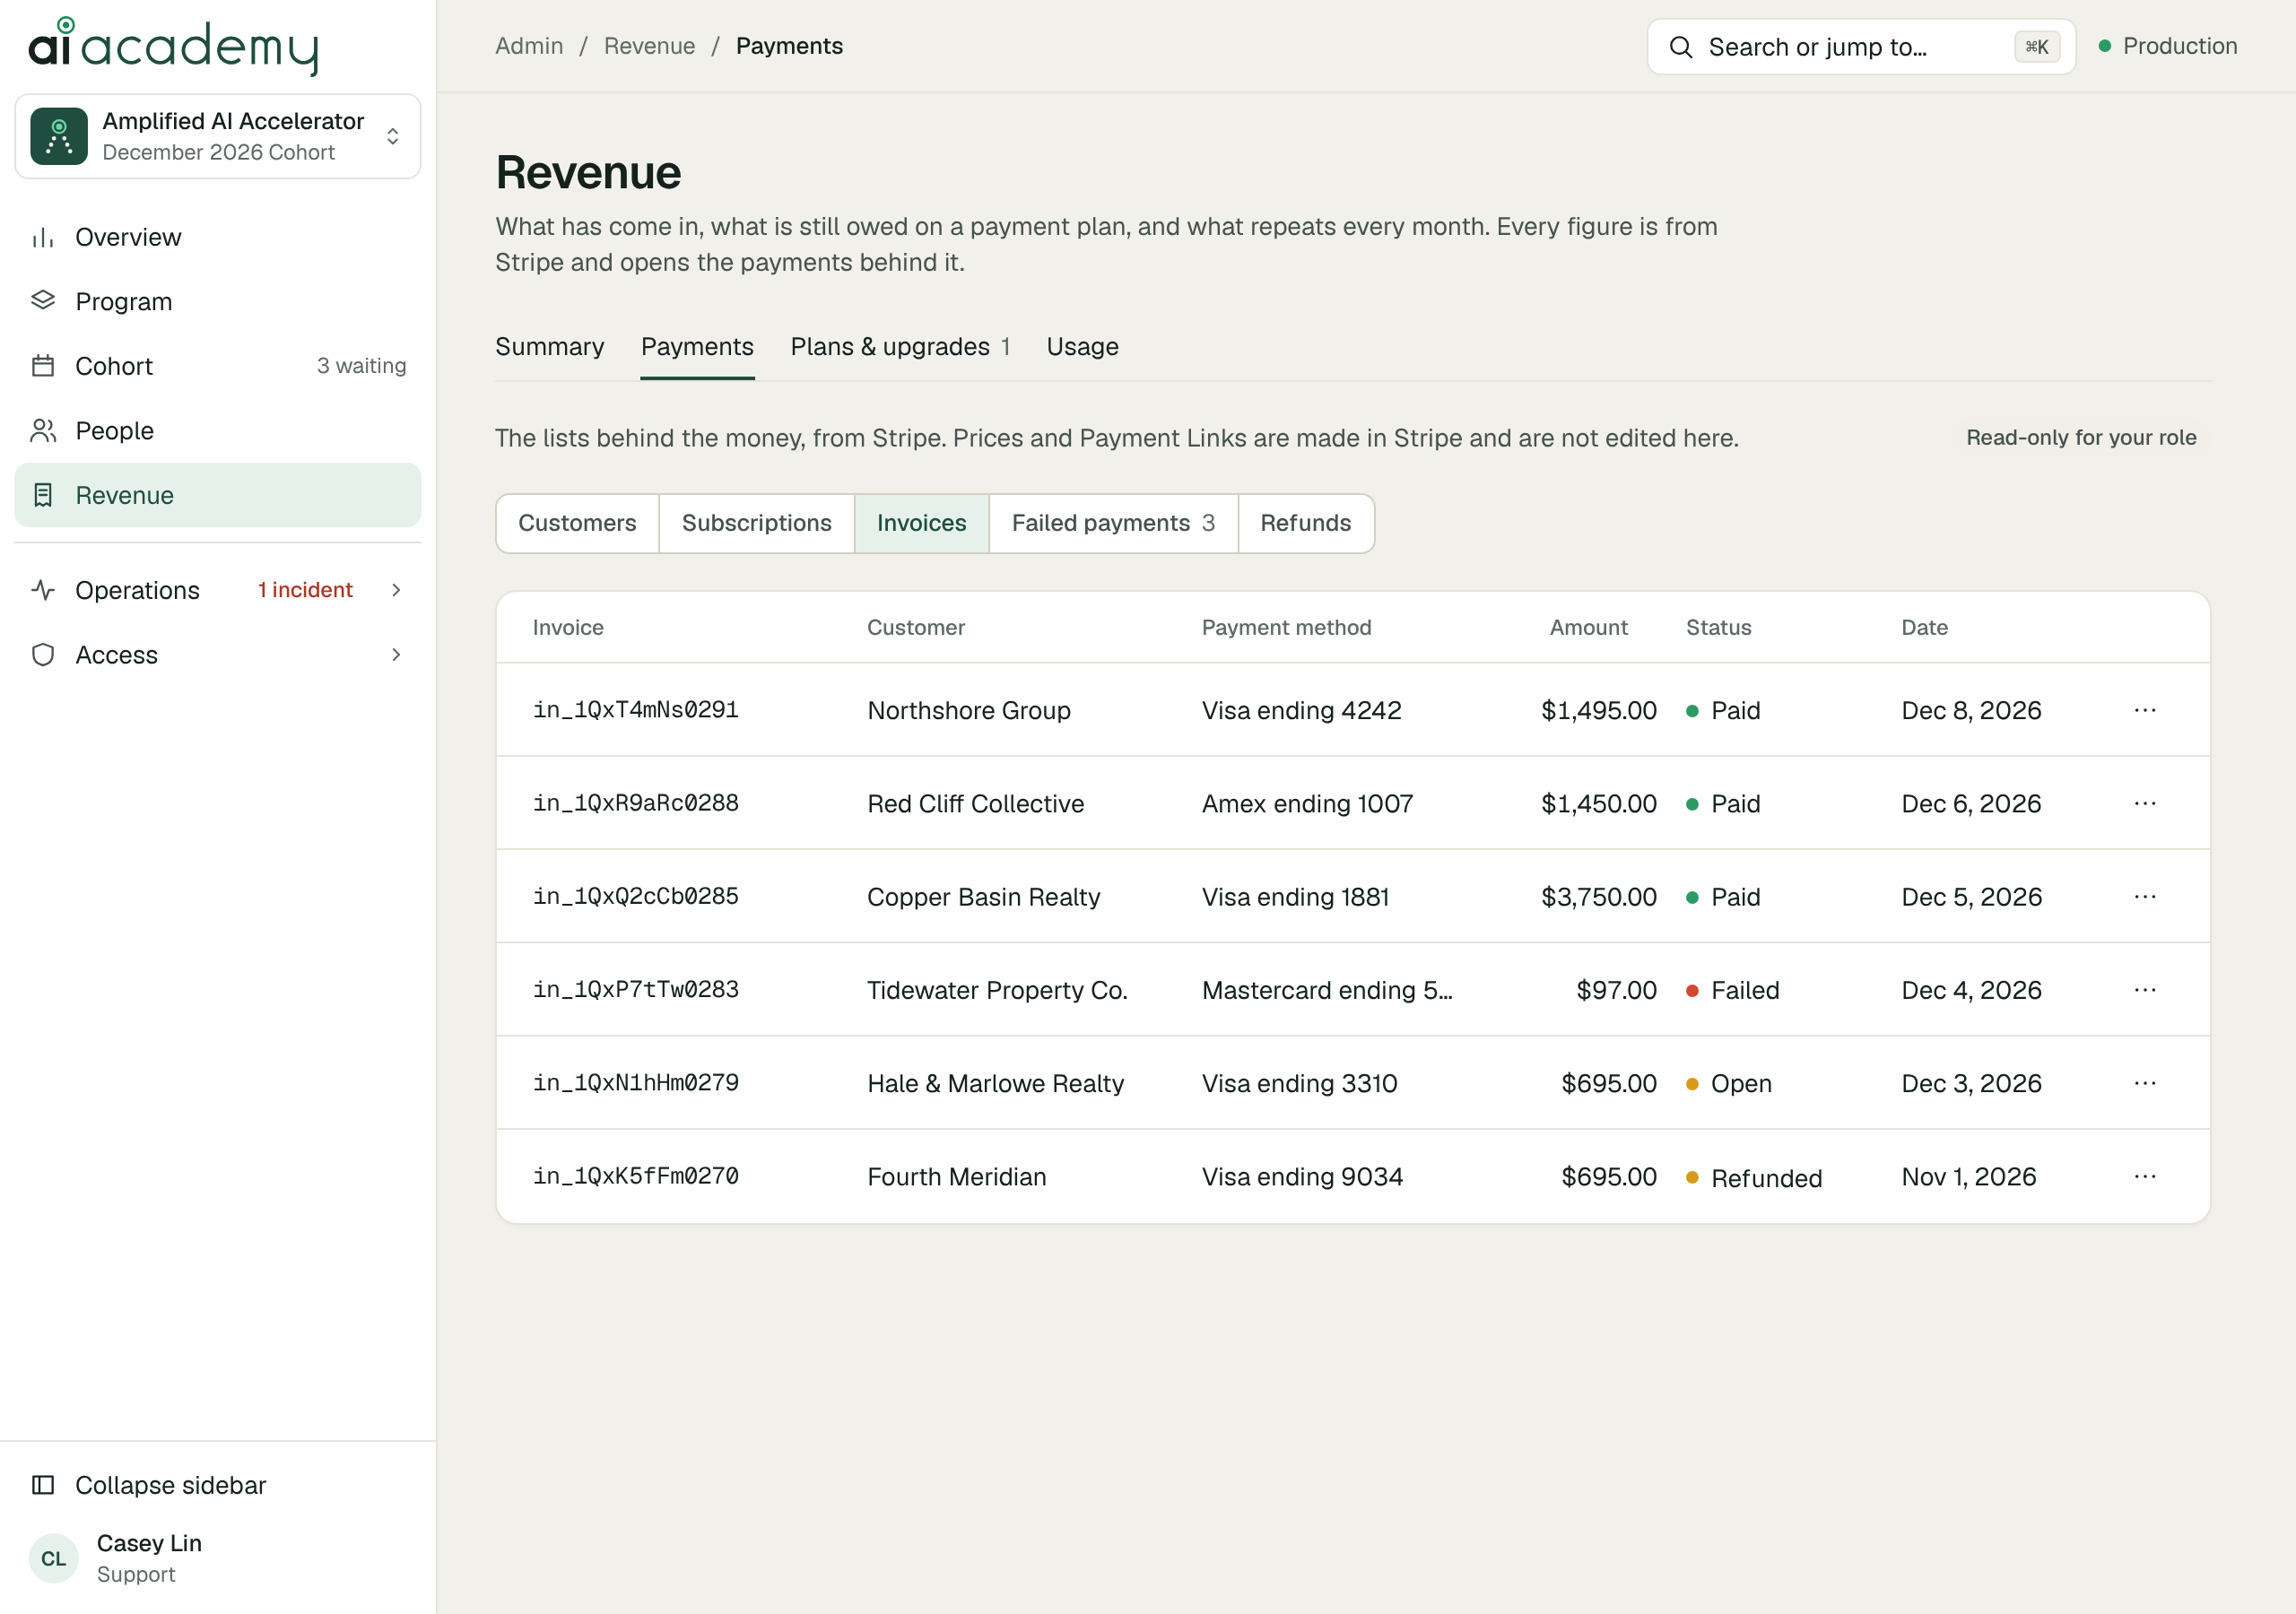 ai academy
Amplified AI Accelerator
December 2026 Cohort
Overview
Program
Cohort 3 waiting
People
Revenue
Operations 1 incident
Access
Collapse sidebar
CL
Casey Lin
Support
Admin / Revenue / Payments
Search or jump to... ⌘K
Production
Revenue
What has come in, what is still owed on a payment plan, and what repeats every month. Every figure is from
Stripe and opens the payments behind it.
Summary Payments Plans & upgrades 1 Usage
The lists behind the money, from Stripe. Prices and Payment Links are made in Stripe and are not edited here. Read-only for your role
Customers Subscriptions Invoices Failed payments 3 Refunds
Invoice Customer Payment method Amount Status Date
in_1QxT4mNs0291 Northshore Group Visa ending 4242 $1,495.00 Paid Dec 8, 2026 ...
in_1QxR9aRc0288 Red Cliff Collective Amex ending 1007 $1,450.00 Paid Dec 6, 2026 ...
in_1QxQ2cCb0285 Copper Basin Realty Visa ending 1881 $3,750.00 Paid Dec 5, 2026 ...
in_1QxP7tTw0283 Tidewater Property Co. Mastercard ending 5... $97.00 Failed Dec 4, 2026 ...
in_1QxN1hHm0279 Hale & Marlowe Realty Visa ending 3310 $695.00 Open Dec 3, 2026 ...
in_1QxK5fFm0270 Fourth Meridian Visa ending 9034 $695.00 Refunded Nov 1, 2026 ...